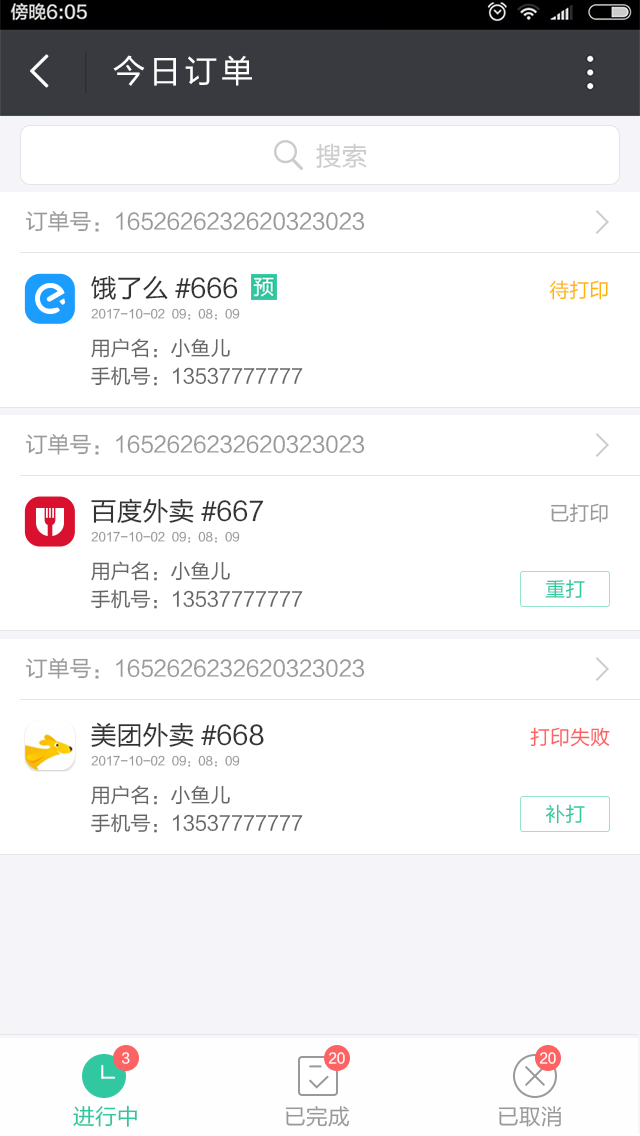 傍晚6:05
今日订单
搜索
订单号：1652626232620323023
饿了么 #666 预 待打印
2017-10-02 09：08：09
用户名：小鱼儿
手机号：13537777777
订单号：1652626232620323023
百度外卖 #667 已打印
2017-10-02 09：08：09
用户名：小鱼儿
手机号：13537777777 重打
订单号：1652626232620323023
美团外卖 #668 打印失败
2017-10-02 09：08：09
用户名：小鱼儿
手机号：13537777777 补打
3 20 20
进行中 已完成 已取消